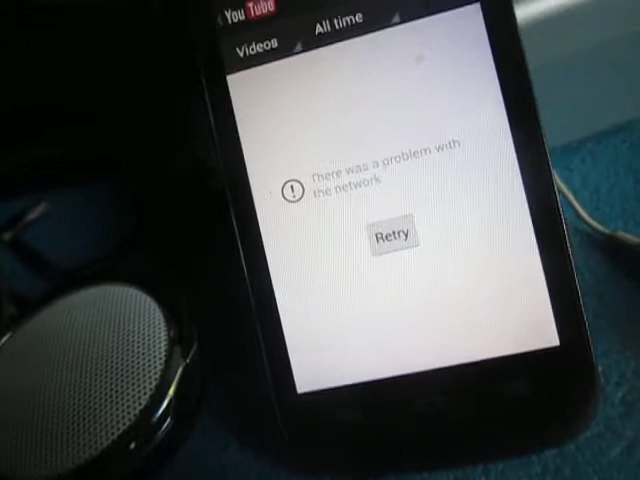 YouTube
Videos
All time
There was a problem with
the network
Retry